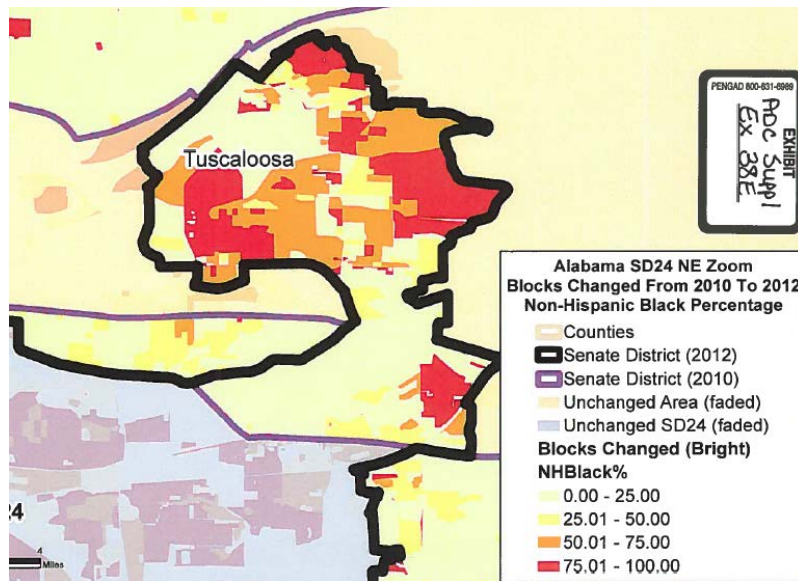 Tuscaloosa
PENGAD 800-631-6989
EXHIBIT
ADC Suppl
EX 38E
Alabama SD24 NE Zoom
Blocks Changed From 2010 To 2012
Non-Hispanic Black Percentage
Counties
Senate District (2012)
Senate District (2010)
Unchanged Area (faded)
Unchanged SD24 (faded)
Blocks Changed (Bright)
NHBlack%
0.00 - 25.00
25.01 - 50.00
50.01 - 75.00
75.01 - 100.00
24
4
Miles